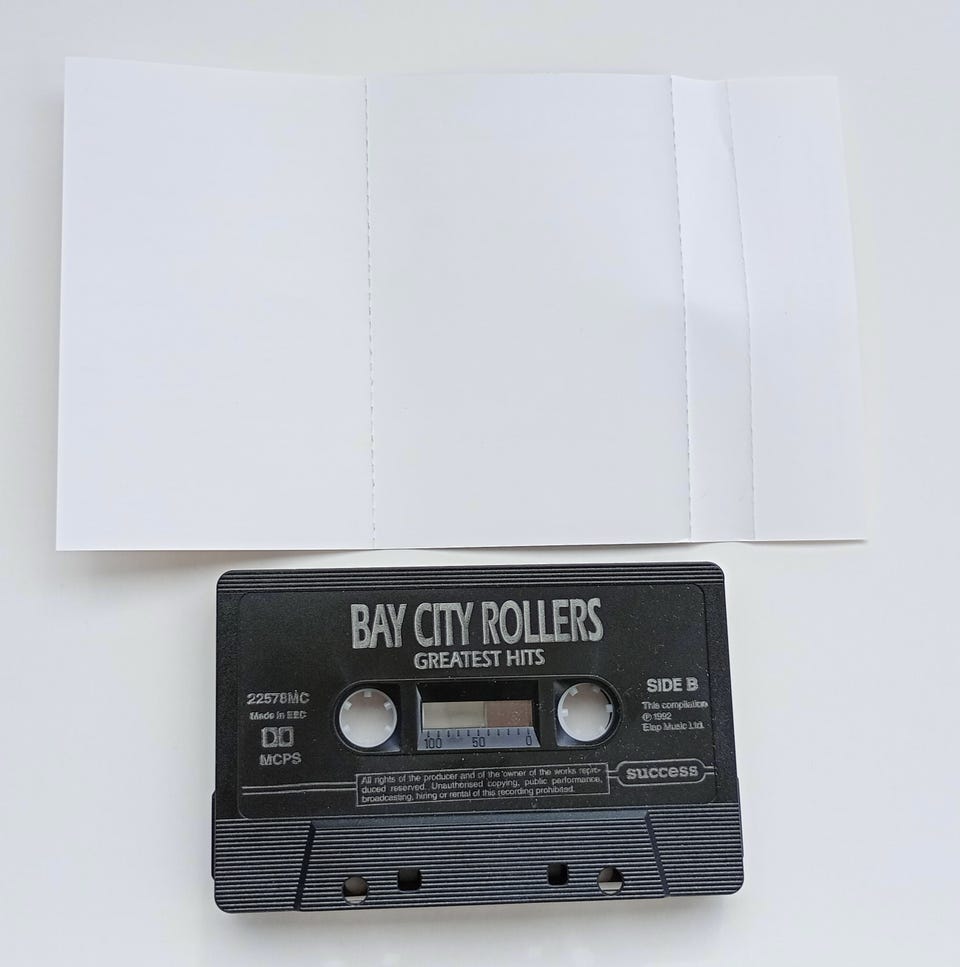 BAY CITY ROLLERS
GREATEST HITS
22578MC
Made in EEC
MCPS
SIDE B
This compilation
℗ 1992
Elap Music Ltd.
100 50 0
All rights of the producer and of the owner of the works repro-
duced reserved. Unauthorised copying, public performance,
broadcasting, hiring or rental of this recording prohibited.
success